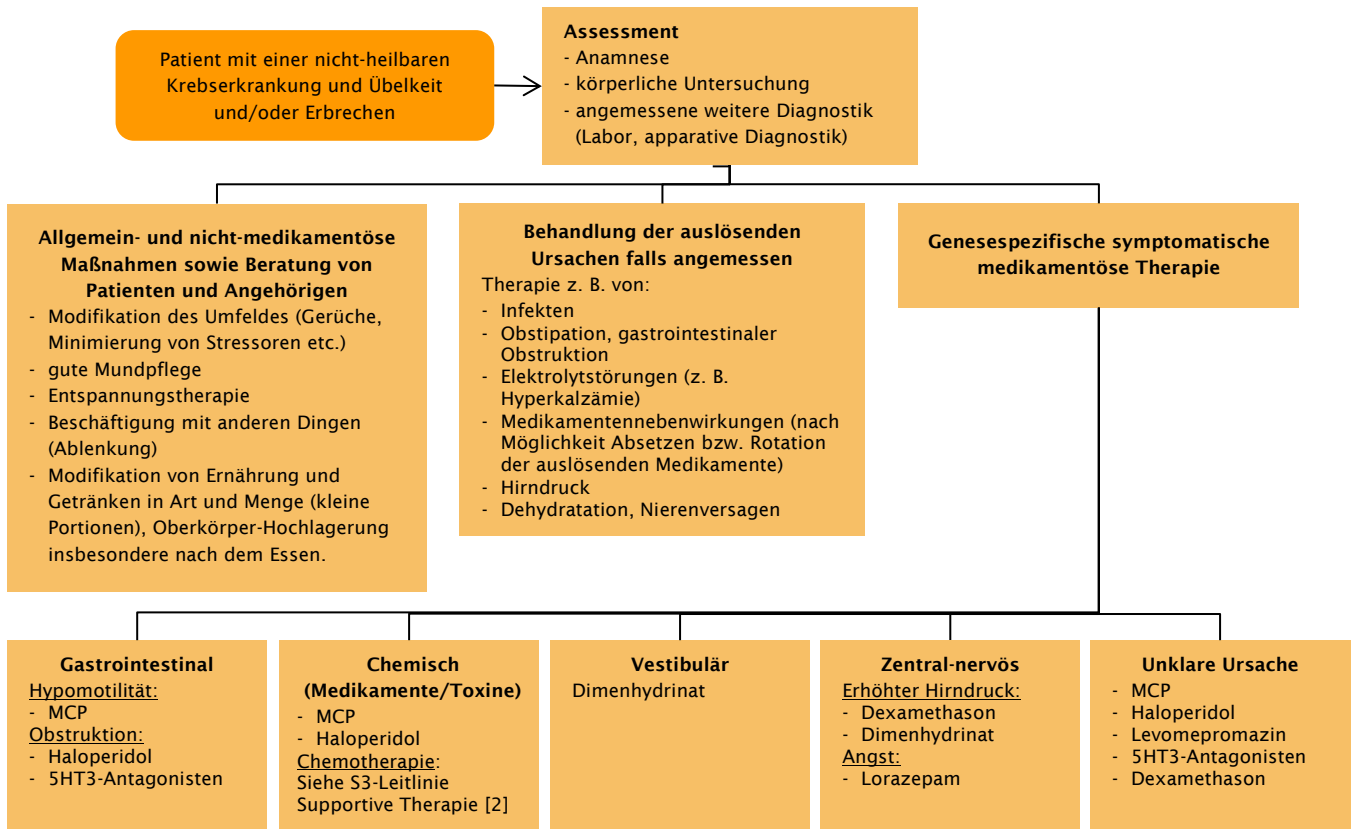 Patient mit einer nicht-heilbaren
Krebserkrankung und Übelkeit
und/oder Erbrechen
Assessment
- Anamnese
- körperliche Untersuchung
- angemessene weitere Diagnostik
(Labor, apparative Diagnostik)
Allgemein- und nicht-medikamentöse
Maßnahmen sowie Beratung von
Patienten und Angehörigen
- Modifikation des Umfeldes (Gerüche,
Minimierung von Stressoren etc.)
- gute Mundpflege
- Entspannungstherapie
- Beschäftigung mit anderen Dingen
(Ablenkung)
- Modifikation von Ernährung und
Getränken in Art und Menge (kleine
Portionen), Oberkörper-Hochlagerung
insbesondere nach dem Essen.
Behandlung der auslösenden
Ursachen falls angemessen
Therapie z. B. von:
- Infekten
- Obstipation, gastrointestinaler
Obstruktion
- Elektrolytstörungen (z. B.
Hyperkalzämie)
- Medikamentennebenwirkungen (nach
Möglichkeit Absetzen bzw. Rotation
der auslösenden Medikamente)
- Hirndruck
- Dehydratation, Nierenversagen
Genesespezifische symptomatische
medikamentöse Therapie
Gastrointestinal
Hypomotilität:
- MCP
Obstruktion:
- Haloperidol
- 5HT3-Antagonisten
Chemisch
(Medikamente/Toxine)
- MCP
- Haloperidol
Chemotherapie:
Siehe S3-Leitlinie
Supportive Therapie [2]
Vestibulär
Dimenhydrinat
Zentral-nervös
Erhöhter Hirndruck:
- Dexamethason
- Dimenhydrinat
Angst:
- Lorazepam
Unklare Ursache
- MCP
- Haloperidol
- Levomepromazin
- 5HT3-Antagonisten
- Dexamethason